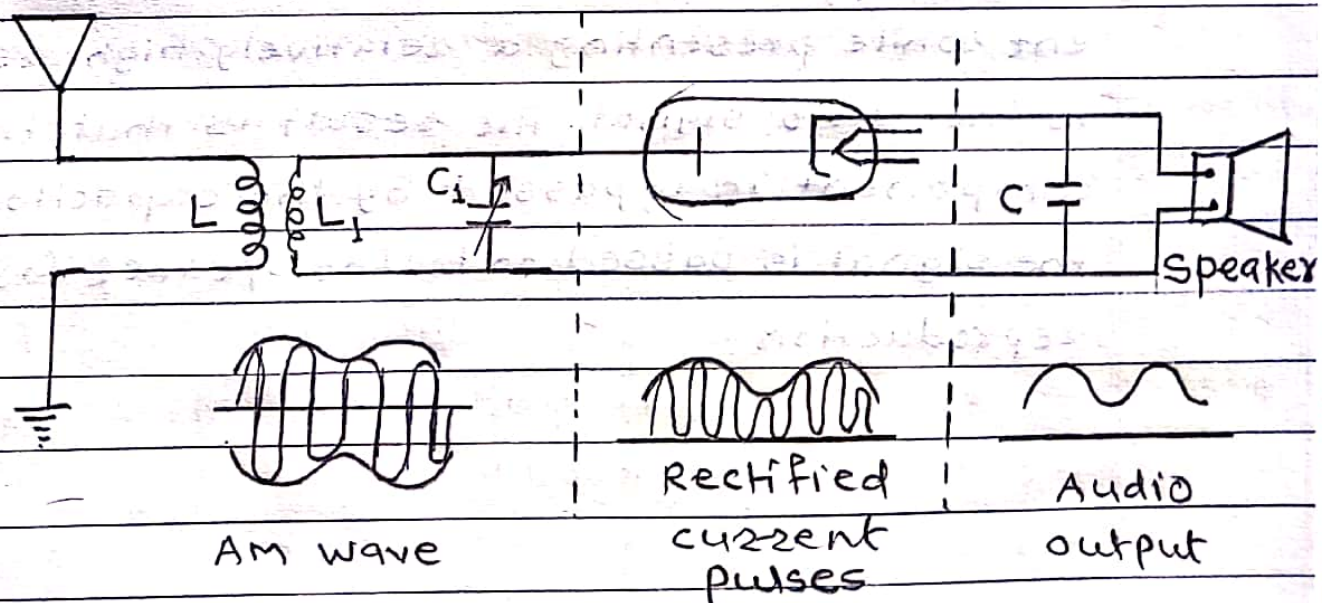 L
L1
C1
C
Speaker
AM wave
Rectified
current
pulses
Audio
output